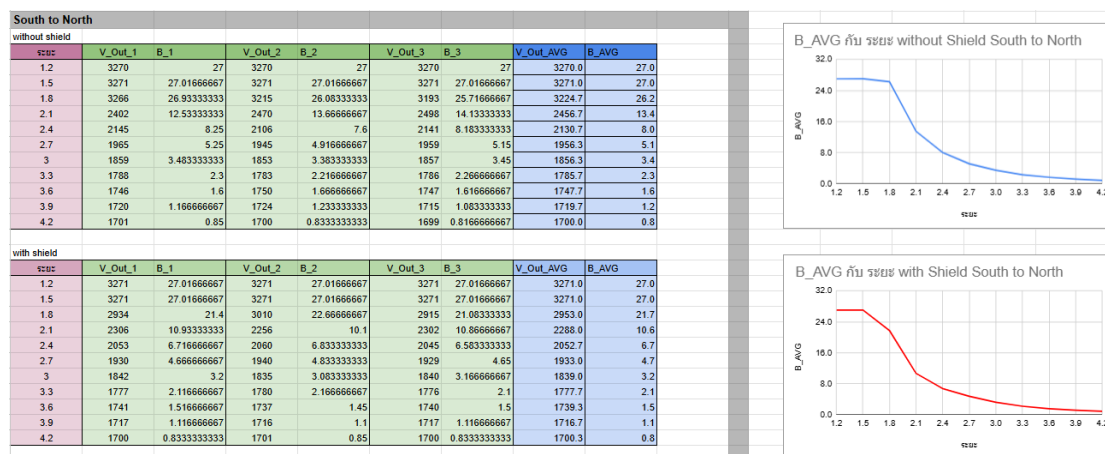 South to North
without shield
ระยะ V_Out_1 B_1 V_Out_2 B_2 V_Out_3 B_3 V_Out_AVG B_AVG
1.2 3270 27 3270 27 3270 27 3270.0 27.0
1.5 3271 27.01666667 3271 27.01666667 3271 27.01666667 3271.0 27.0
1.8 3266 26.93333333 3215 26.08333333 3193 25.71666667 3224.7 26.2
2.1 2402 12.53333333 2470 13.66666667 2498 14.13333333 2456.7 13.4
2.4 2145 8.25 2106 7.6 2141 8.183333333 2130.7 8.0
2.7 1965 5.25 1945 4.916666667 1959 5.15 1956.3 5.1
3 1859 3.483333333 1853 3.383333333 1857 3.45 1856.3 3.4
3.3 1788 2.3 1783 2.216666667 1786 2.266666667 1785.7 2.3
3.6 1746 1.6 1750 1.666666667 1747 1.616666667 1747.7 1.6
3.9 1720 1.166666667 1724 1.233333333 1715 1.083333333 1719.7 1.2
4.2 1701 0.85 1700 0.8333333333 1699 0.8166666667 1700.0 0.8
with shield
ระยะ V_Out_1 B_1 V_Out_2 B_2 V_Out_3 B_3 V_Out_AVG B_AVG
1.2 3271 27.01666667 3271 27.01666667 3271 27.01666667 3271.0 27.0
1.5 3271 27.01666667 3271 27.01666667 3271 27.01666667 3271.0 27.0
1.8 2934 21.4 3010 22.66666667 2915 21.08333333 2953.0 21.7
2.1 2306 10.93333333 2256 10.1 2302 10.86666667 2288.0 10.6
2.4 2053 6.716666667 2060 6.833333333 2045 6.583333333 2052.7 6.7
2.7 1930 4.666666667 1940 4.833333333 1929 4.65 1933.0 4.7
3 1842 3.2 1835 3.083333333 1840 3.166666667 1839.0 3.2
3.3 1777 2.116666667 1780 2.166666667 1776 2.1 1777.7 2.1
3.6 1741 1.516666667 1737 1.45 1740 1.5 1739.3 1.5
3.9 1717 1.116666667 1716 1.1 1717 1.116666667 1716.7 1.1
4.2 1700 0.8333333333 1701 0.85 1700 0.8333333333 1700.3 0.8
B_AVG กับ ระยะ without Shield South to North
32.0
24.0
16.0
8.0
0.0
B_AVG
1.2 1.5 1.8 2.1 2.4 2.7 3.0 3.3 3.6 3.9 4.2
ระยะ
B_AVG กับ ระยะ with Shield South to North
32.0
24.0
16.0
8.0
0.0
B_AVG
1.2 1.5 1.8 2.1 2.4 2.7 3.0 3.3 3.6 3.9 4.2
ระยะ